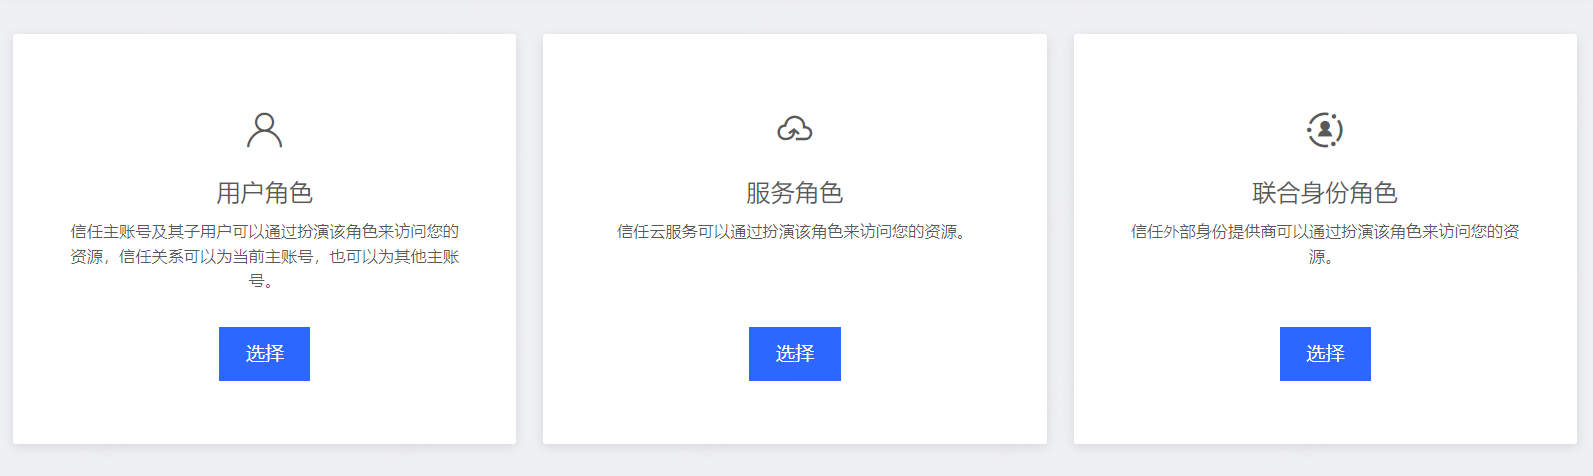 用户角色
信任主账号及其子用户可以通过扮演该角色来访问您的
资源，信任关系可以为当前主账号，也可以为其他主账
号。
选择
服务角色
信任云服务可以通过扮演该角色来访问您的资源。
选择
联合身份角色
信任外部身份提供商可以通过扮演该角色来访问您的资
源。
选择